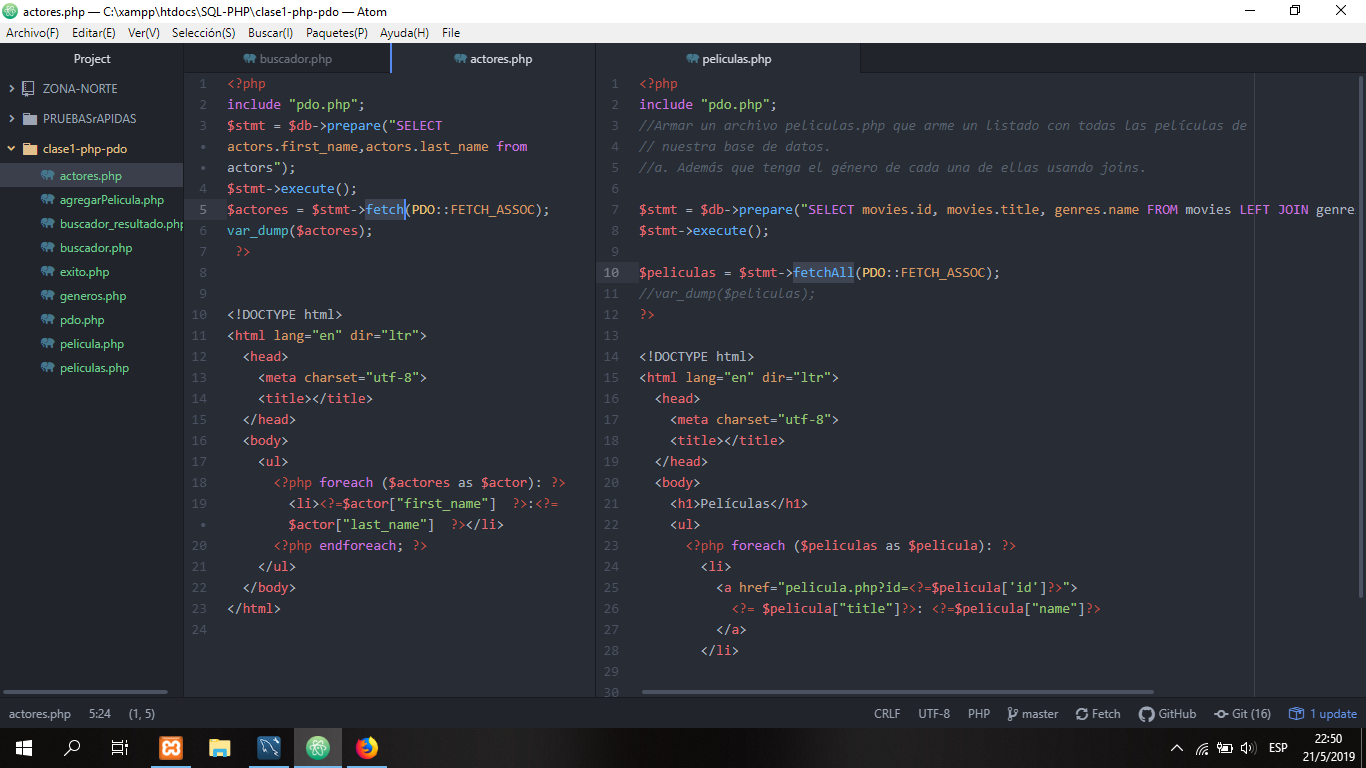 actores.php — C:\xampp\htdocs\SQL-PHP\clase1-php-pdo — Atom
Archivo(F) Editar(E) Ver(V) Selección(S) Buscar(I) Paquetes(P) Ayuda(H) File
Project
ZONA-NORTE
PRUEBASrAPIDAS
clase1-php-pdo
actores.php
agregarPelicula.php
buscador_resultado.php
buscador.php
exito.php
generos.php
pdo.php
pelicula.php
peliculas.php
buscador.php actores.php
1 <?php
2 include "pdo.php";
3 $stmt = $db->prepare("SELECT
• actors.first_name,actors.last_name from
• actors");
4 $stmt->execute();
5 $actores = $stmt->fetch(PDO::FETCH_ASSOC);
6 var_dump($actores);
7 ?>
8
9
10 <!DOCTYPE html>
11 <html lang="en" dir="ltr">
12 <head>
13 <meta charset="utf-8">
14 <title></title>
15 </head>
16 <body>
17 <ul>
18 <?php foreach ($actores as $actor): ?>
19 <li><?=$actor["first_name"] ?>:<?=
• $actor["last_name"] ?></li>
20 <?php endforeach; ?>
21 </ul>
22 </body>
23 </html>
24
peliculas.php
1 <?php
2 include "pdo.php";
3 //Armar un archivo peliculas.php que arme un listado con todas las películas de
4 // nuestra base de datos.
5 //a. Además que tenga el género de cada una de ellas usando joins.
6
7 $stmt = $db->prepare("SELECT movies.id, movies.title, genres.name FROM movies LEFT JOIN genre
8 $stmt->execute();
9
10 $peliculas = $stmt->fetchAll(PDO::FETCH_ASSOC);
11 //var_dump($peliculas);
12 ?>
13
14 <!DOCTYPE html>
15 <html lang="en" dir="ltr">
16 <head>
17 <meta charset="utf-8">
18 <title></title>
19 </head>
20 <body>
21 <h1>Películas</h1>
22 <ul>
23 <?php foreach ($peliculas as $pelicula): ?>
24 <li>
25 <a href="pelicula.php?id=<?=$pelicula['id']?>">
26 <?= $pelicula["title"]?>: <?=$pelicula["name"]?>
27 </a>
28 </li>
29
30
actores.php 5:24 (1, 5) CRLF UTF-8 PHP master Fetch GitHub Git (16) 1 update
ESP
22:50
21/5/2019